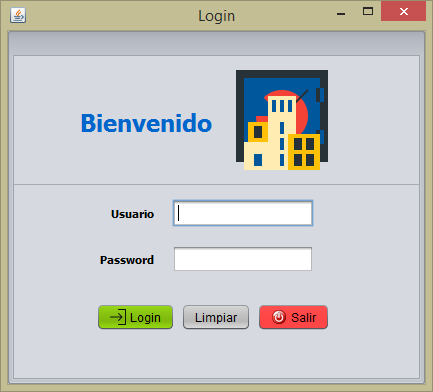 Login
Bienvenido
Usuario
Password
Login Limpiar Salir